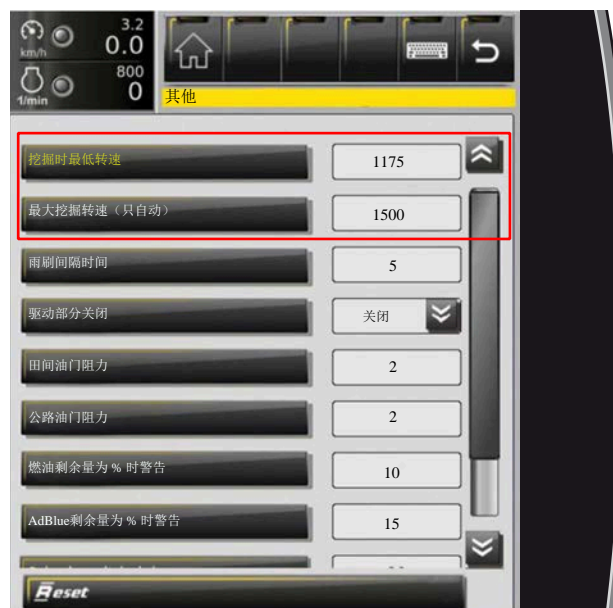 3.2
km/h
0.0
800
1/min
0
其他
挖掘时最低转速
1175
最大挖掘转速（只自动）
1500
雨刷间隔时间
5
驱动部分关闭
关闭
田间油门阻力
2
公路油门阻力
2
燃油剩余量为 % 时警告
10
AdBlue剩余量为 % 时警告
15
Reset